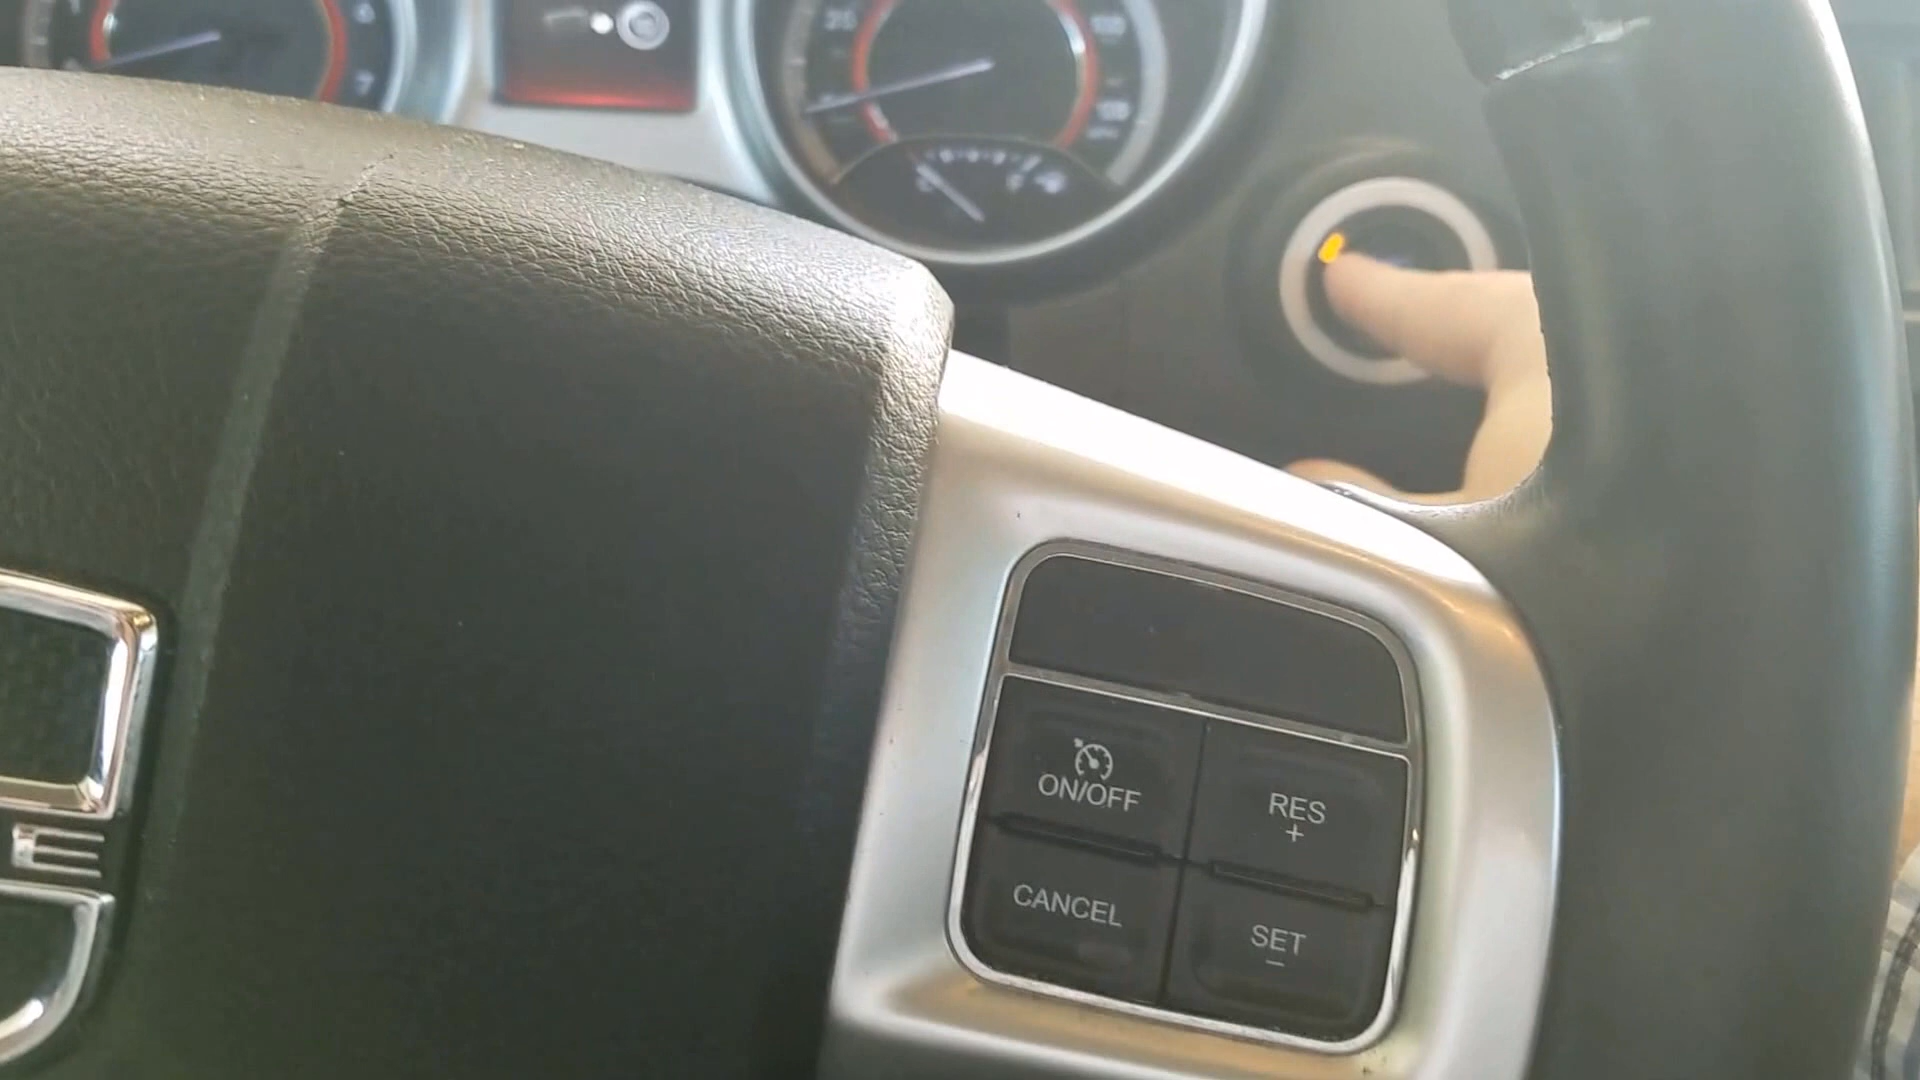 ON/OFF
RES
+
CANCEL
SET
–